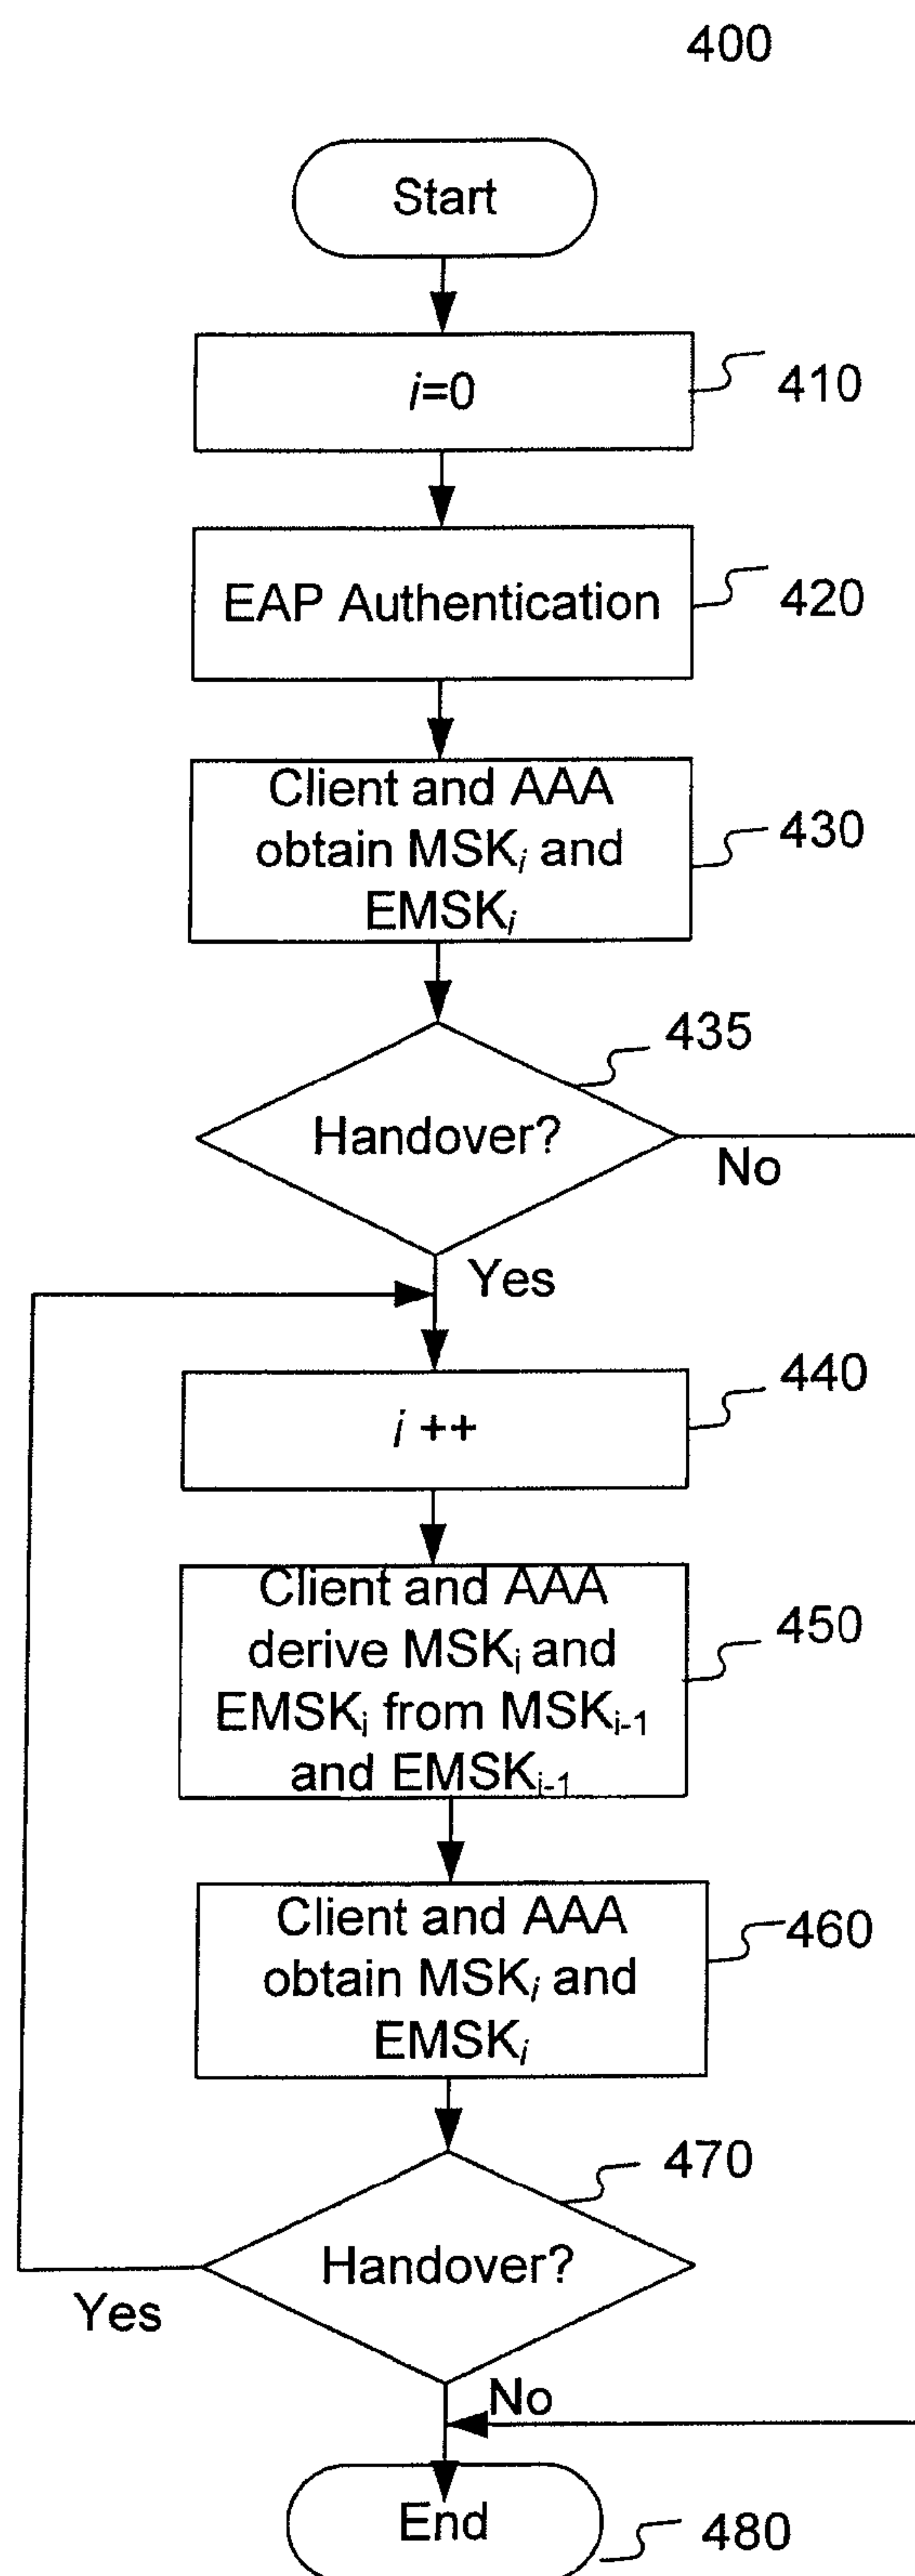 400
Start
i=0
410
EAP Authentication
420
Client and AAA
obtain MSKi and
EMSKi
430
435
Handover?
No
Yes
440
i ++
Client and AAA
derive MSKi and
EMSKi from MSKi-1
and EMSKi-1
450
Client and AAA
obtain MSKi and
EMSKi
460
470
Handover?
Yes
No
End
480